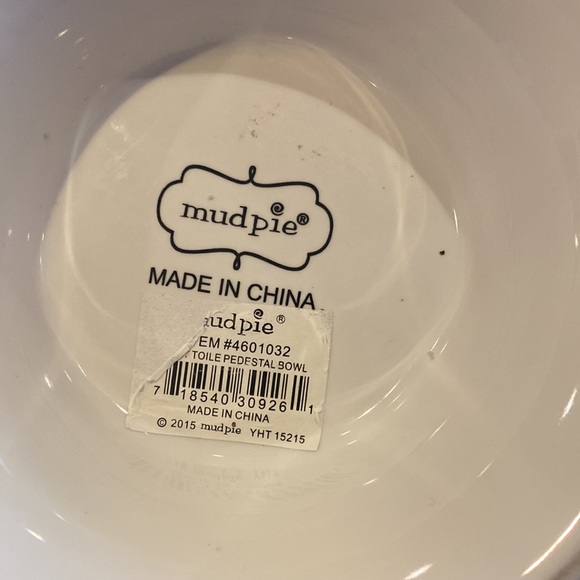 mudpie®
MADE IN CHINA
mudpie®
EM #4601032
TOILE PEDESTAL BOWL
7 18540 30926 1
MADE IN CHINA
© 2015 mudpie YHT 15215